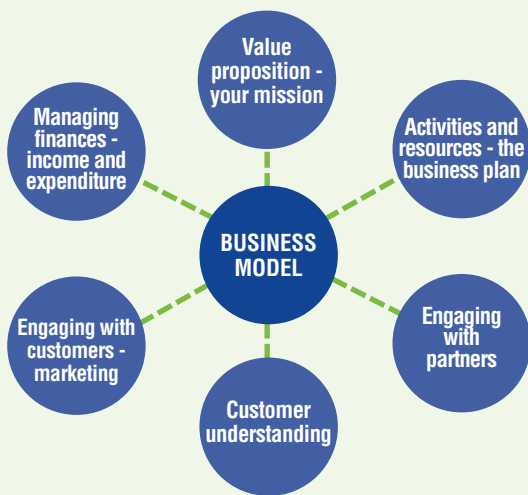 Value
proposition -
your mission
Managing
finances -
income and
expenditure
Activities and
resources - the
business plan
BUSINESS
MODEL
Engaging with
customers -
marketing
Engaging
with
partners
Customer
understanding